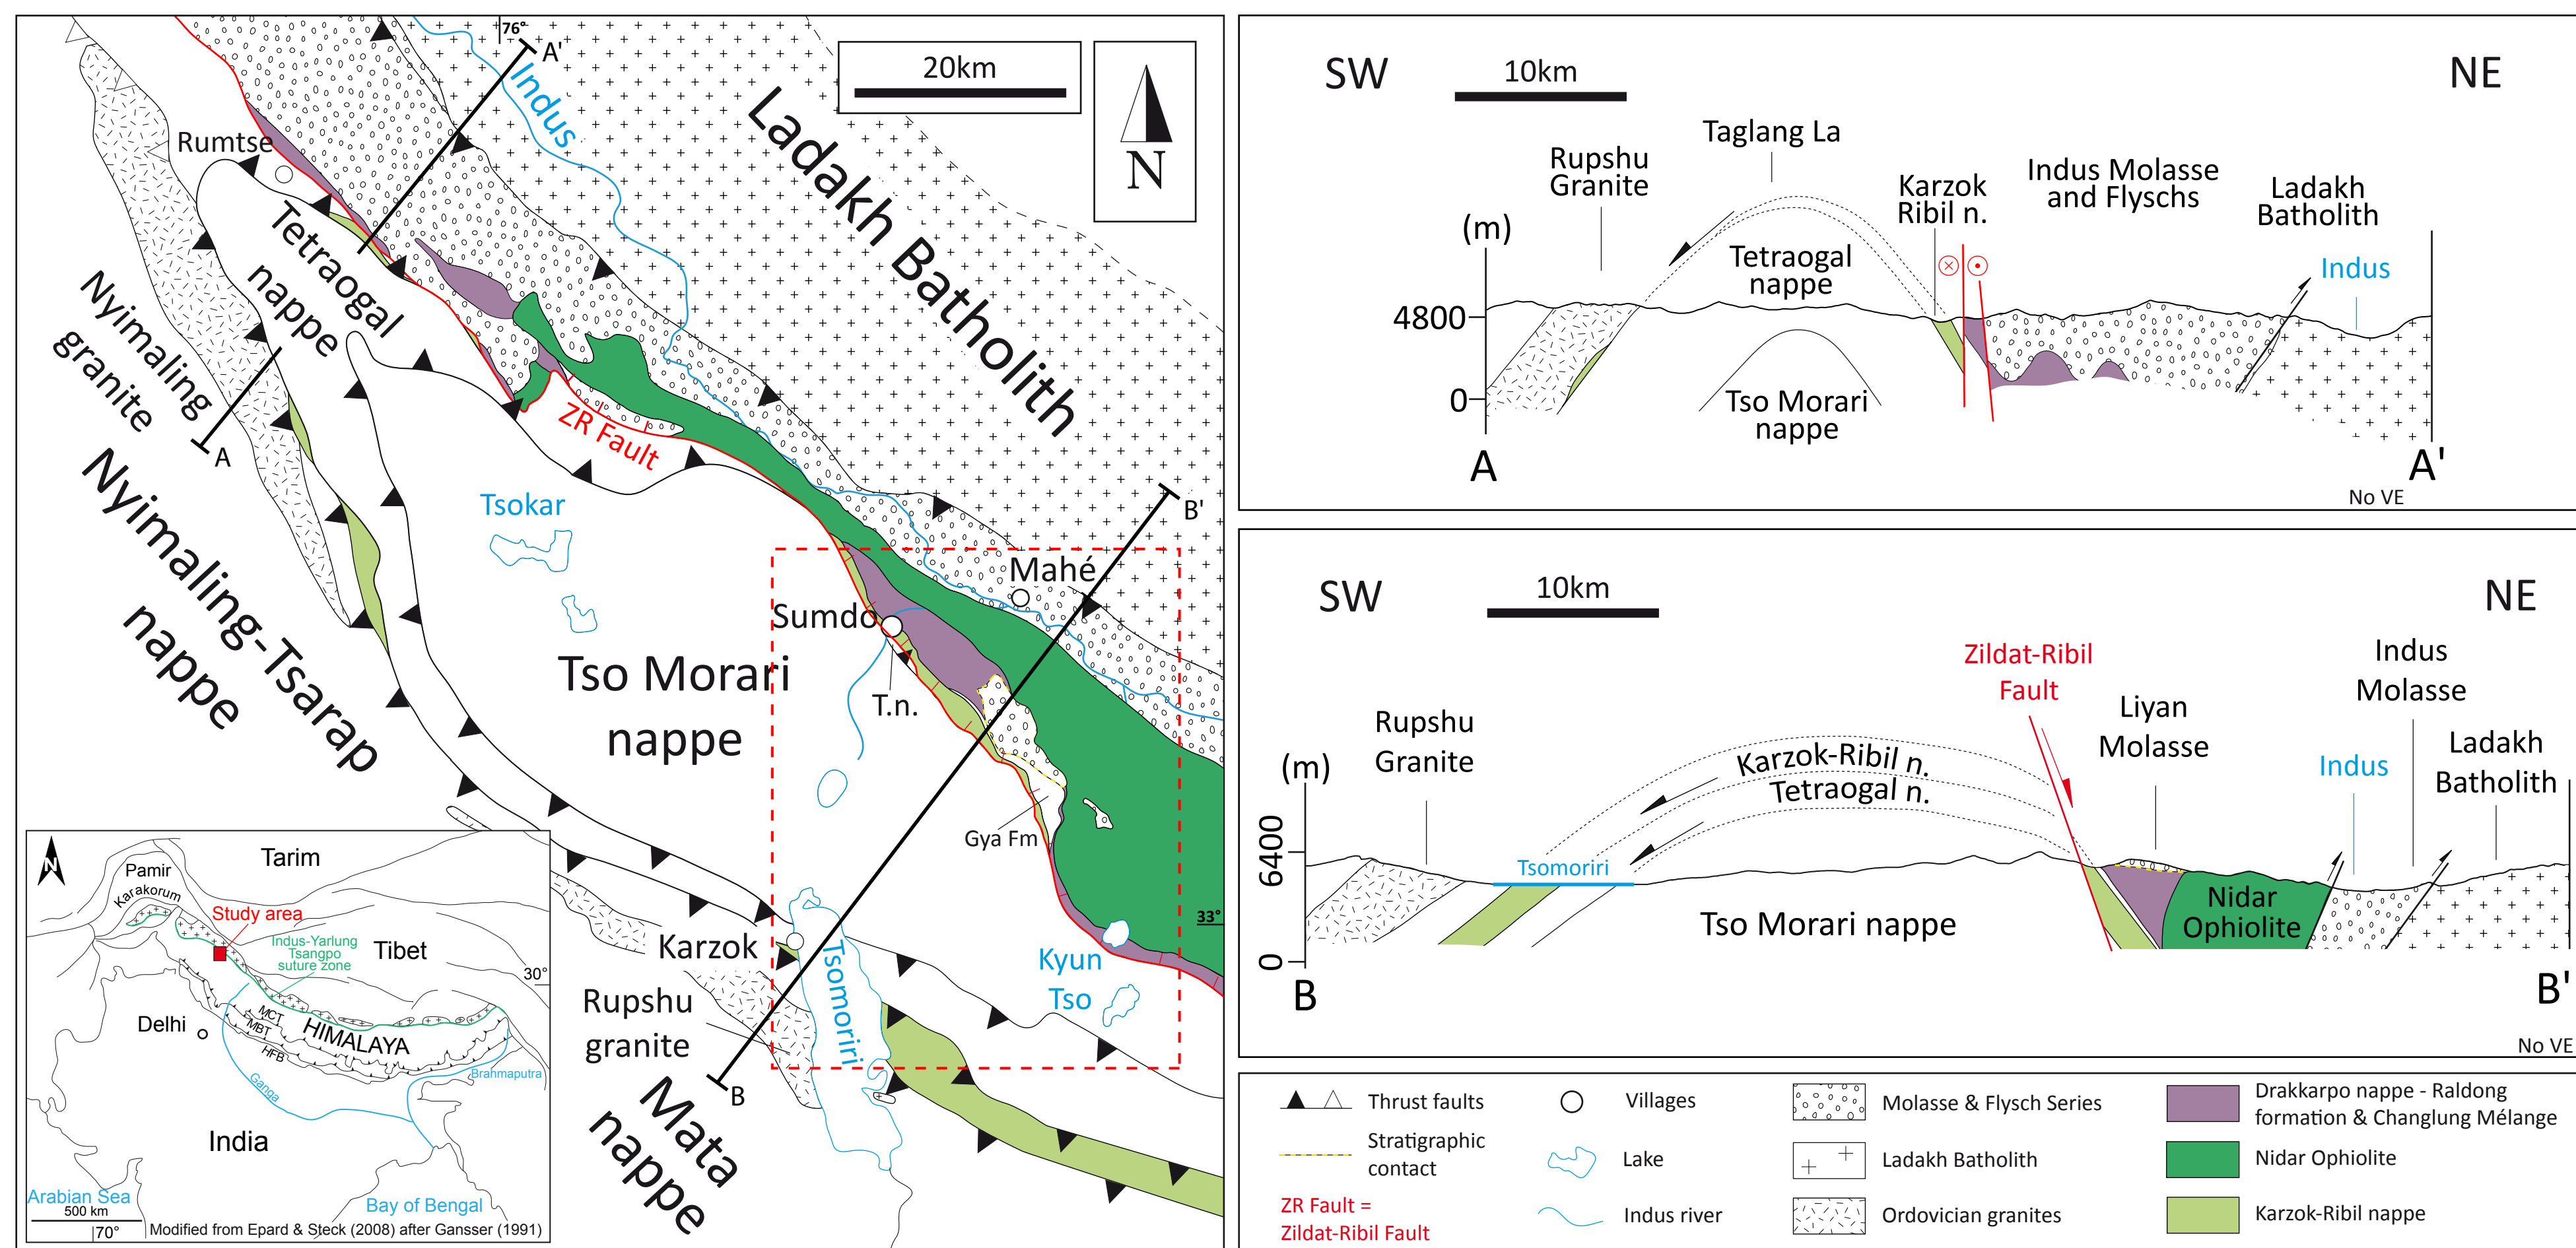 76°
A'
Indus
20km
N
Ladakh Batholith
Rumtse
Tetraogal
nappe
Nyimaling
granite
A
ZR Fault
Tsokar
B'
Mahé
Sumdo
Nyimaling-Tsarap
nappe
Tso Morari
nappe
T.n.
Gya Fm
33°
Karzok
Kyun
Tso
Tsomoriri
Rupshu
granite
B
Mata
nappe
N
Tarim
Pamir
Karakorum
Study area
Indus-Yarlung
Tsangpo
suture zone
Tibet
30°
Delhi
MCT
MBT
HFB
HIMALAYA
Ganga
Brahmaputra
India
Arabian Sea
500 km
Bay of Bengal
70°
Modified from Epard & Steck (2008) after Gansser (1991)
SW
10km
NE
Taglang La
Rupshu
Granite
Karzok
Ribil n.
Indus Molasse
and Flyschs
Ladakh
Batholith
(m)
Tetraogal
nappe
Indus
4800
0
Tso Morari
nappe
A
A'
No VE
SW
10km
NE
Zildat-Ribil
Fault
Indus
Molasse
Liyan
Molasse
Rupshu
Granite
Ladakh
Batholith
Karzok-Ribil n.
Tetraogal n.
Indus
(m)
6400
Tsomoriri
Tso Morari nappe
Nidar
Ophiolite
0
B
B'
No VE
Thrust faults
Stratigraphic
contact
ZR Fault =
Zildat-Ribil Fault
Villages
Lake
Indus river
Molasse & Flysch Series
Ladakh Batholith
Ordovician granites
Drakkarpo nappe - Raldong
formation & Changlung Mélange
Nidar Ophiolite
Karzok-Ribil nappe